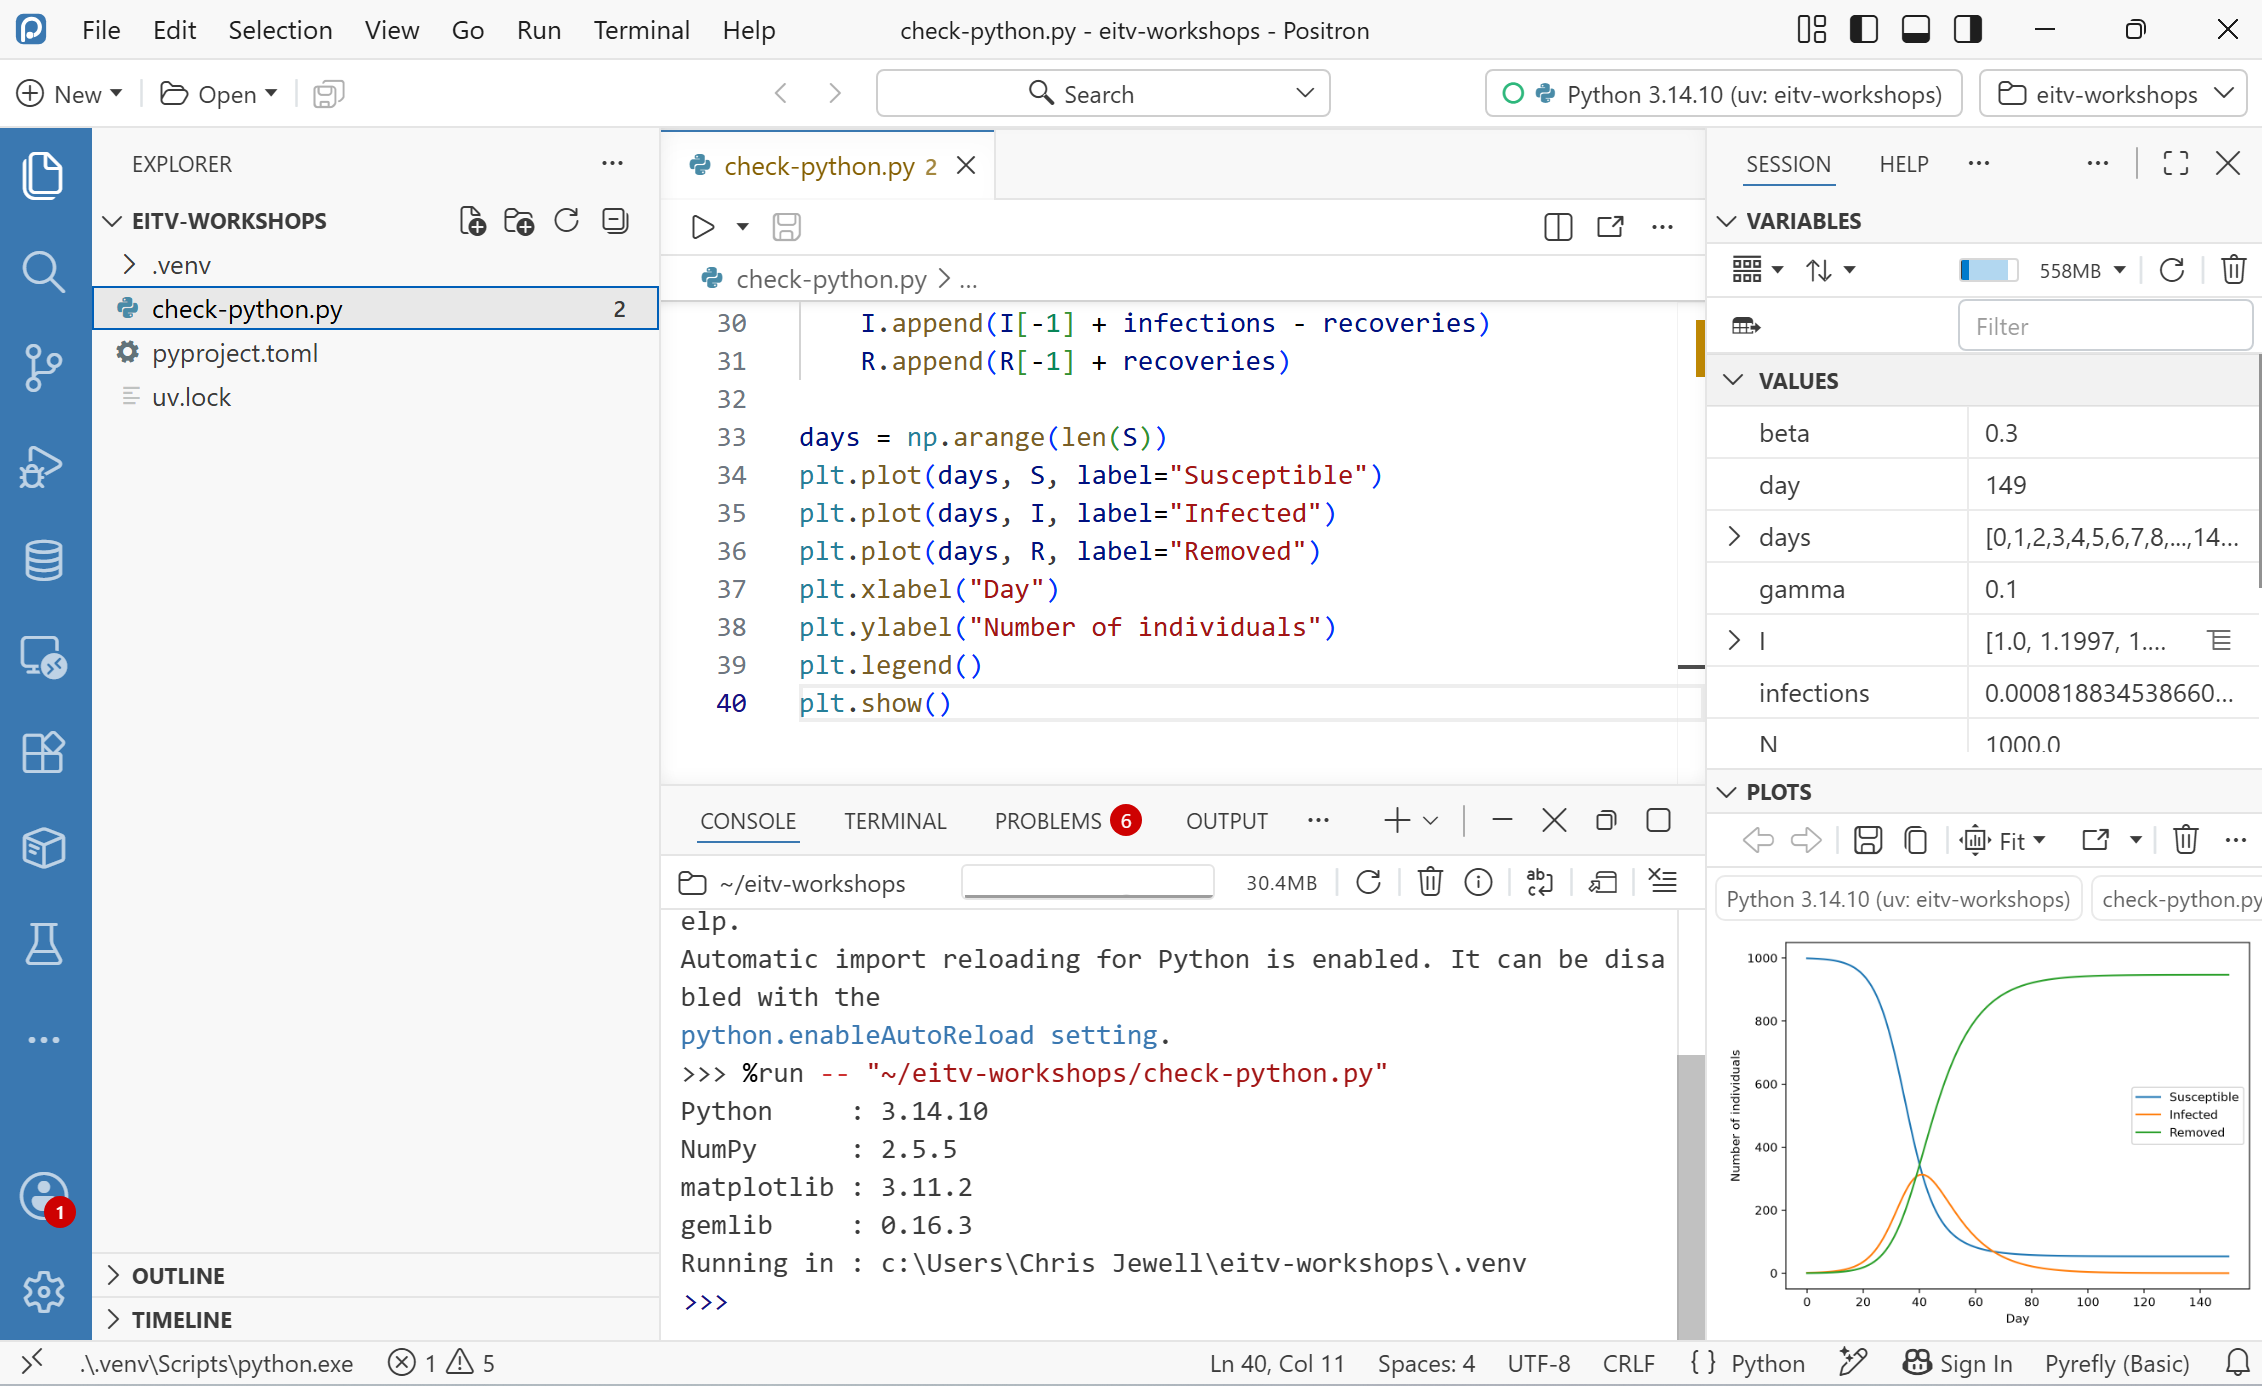 File Edit Selection View Go Run Terminal Help check-python.py - eitv-workshops - Positron
New Open Search Python 3.14.10 (uv: eitv-workshops) eitv-workshops
EXPLORER
EITV-WORKSHOPS
.venv
check-python.py 2
pyproject.toml
uv.lock
OUTLINE
TIMELINE
check-python.py 2
check-python.py > ...
30 I.append(I[-1] + infections - recoveries)
31 R.append(R[-1] + recoveries)
32
33 days = np.arange(len(S))
34 plt.plot(days, S, label="Susceptible")
35 plt.plot(days, I, label="Infected")
36 plt.plot(days, R, label="Removed")
37 plt.xlabel("Day")
38 plt.ylabel("Number of individuals")
39 plt.legend()
40 plt.show()
CONSOLE TERMINAL PROBLEMS 6 OUTPUT
~/eitv-workshops 30.4MB
elp.
Automatic import reloading for Python is enabled. It can be disa
bled with the
python.enableAutoReload setting.
>>> %run -- "~/eitv-workshops/check-python.py"
Python : 3.14.10
NumPy : 2.5.5
matplotlib : 3.11.2
gemlib : 0.16.3
Running in : c:\Users\Chris Jewell\eitv-workshops\.venv
>>>
SESSION HELP
VARIABLES
558MB
Filter
VALUES
beta 0.3
day 149
days [0,1,2,3,4,5,6,7,8,...,14...
gamma 0.1
I [1.0, 1.1997, 1....
infections 0.000818834538660...
N 1000.0
PLOTS
Fit
Python 3.14.10 (uv: eitv-workshops) check-python.py
1000
800
600
400
200
0
Number of individuals
Susceptible
Infected
Removed
0 20 40 60 80 100 120 140
Day
1
.\.venv\Scripts\python.exe 1 5 Ln 40, Col 11 Spaces: 4 UTF-8 CRLF { } Python Sign In Pyrefly (Basic)